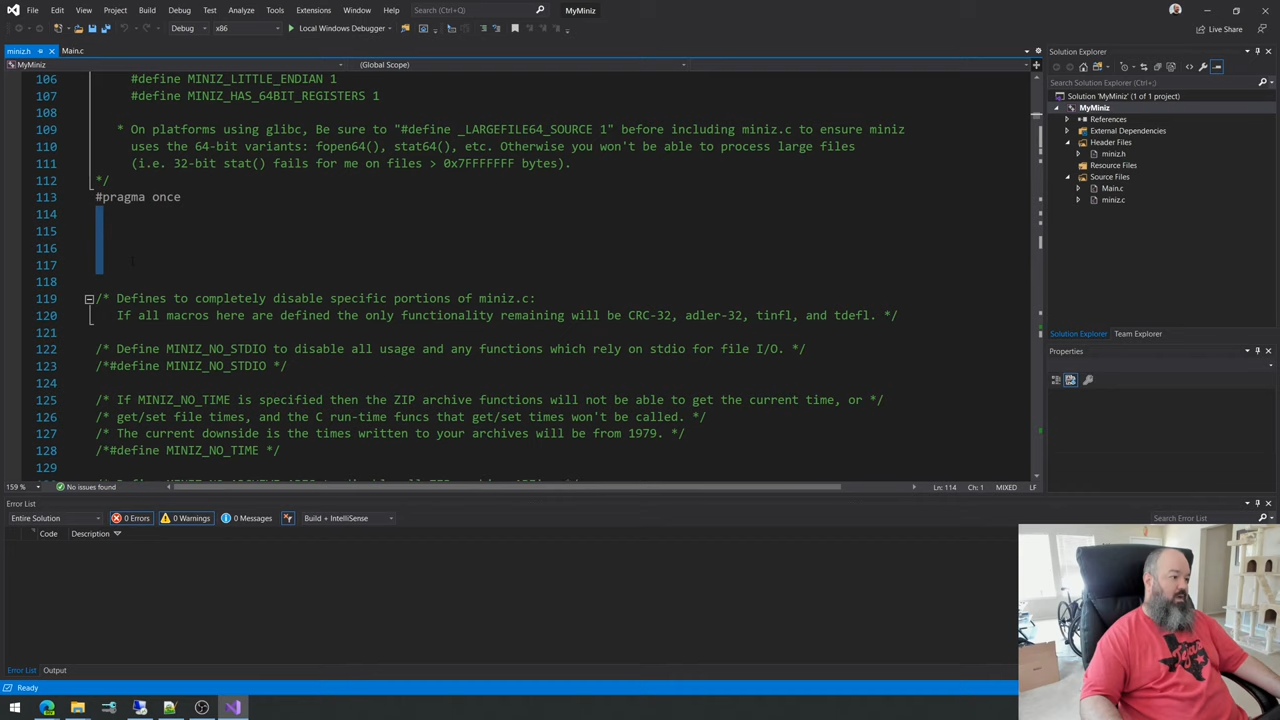 File Edit View Project Build Debug Test Analyze Tools Extensions Window Help Search (Ctrl+;) MyMiniz
Debug x86 Local Windows Debugger Live Share
miniz.h Main.c
MyMiniz (Global Scope)
106 #define MINIZ_LITTLE_ENDIAN 1
107 #define MINIZ_HAS_64BIT_REGISTERS 1
108
109 * On platforms using glibc, Be sure to "#define _LARGEFILE64_SOURCE 1" before including miniz.c to ensure miniz
110 uses the 64-bit variants: fopen64(), stat64(), etc. Otherwise you won't be able to process large files
111 (i.e. 32-bit stat() fails for me on files > 0x7FFFFFFF bytes).
112 */
113 #pragma once
114
115
116
117
118
119 /* Defines to completely disable specific portions of miniz.c:
120 If all macros here are defined the only functionality remaining will be CRC-32, adler-32, tinfl, and tdefl. */
121
122 /* Define MINIZ_NO_STDIO to disable all usage and any functions which rely on stdio for file I/O. */
123 /*#define MINIZ_NO_STDIO */
124
125 /* If MINIZ_NO_TIME is specified then the ZIP archive functions will not be able to get the current time, or */
126 /* get/set file times, and the C run-time funcs that get/set times won't be called. */
127 /* The current downside is the times written to your archives will be from 1979. */
128 /*#define MINIZ_NO_TIME */
129
159 % No issues found Ln: 114 Ch: 1 MIXED LF
Solution Explorer
Search Solution Explorer (Ctrl+;)
Solution 'MyMiniz' (1 of 1 project)
MyMiniz
References
External Dependencies
Header Files
miniz.h
Resource Files
Source Files
Main.c
miniz.c
Solution Explorer Team Explorer
Properties
Error List
Entire Solution 0 Errors 0 Warnings 0 Messages Build + IntelliSense Search Error List
Code Description
Error List Output
Ready